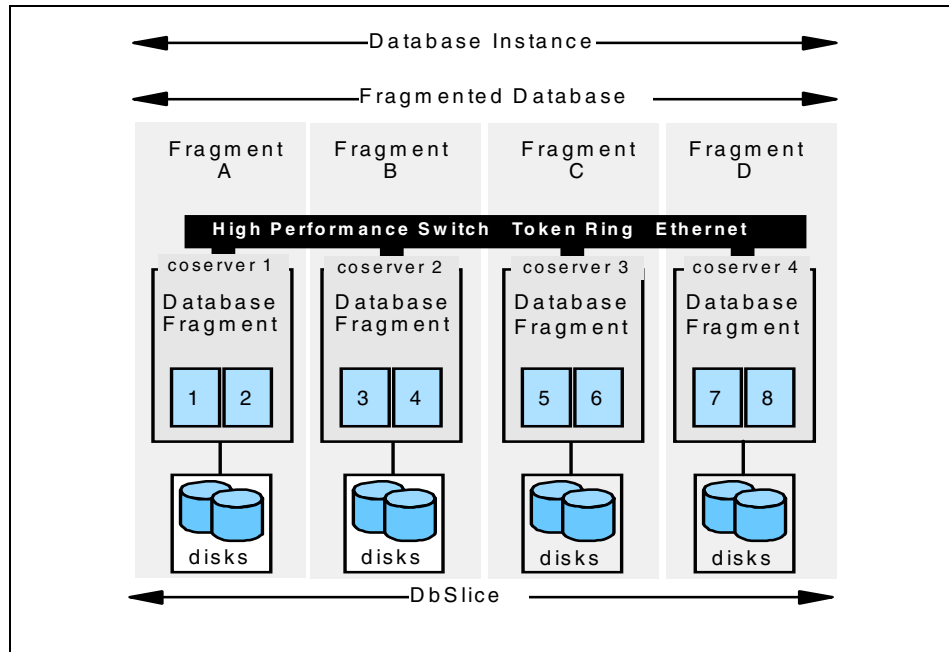 Database Instance
Fragmented Database
Fragment A
Fragment B
Fragment C
Fragment D
High Performance Switch Token Ring Ethernet
coserver 1
coserver 2
coserver 3
coserver 4
Database Fragment
Database Fragment
Database Fragment
Database Fragment
1 2
3 4
5 6
7 8
disks
disks
disks
disks
DbSlice